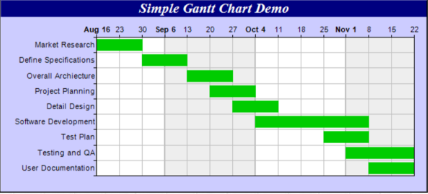 Simple Gantt Chart Demo
Aug 16 23 30 Sep 6 13 20 27 Oct 4 11 18 25 Nov 1 8 15 22
Market Research
Define Specifications
Overall Archiecture
Project Planning
Detail Design
Software Development
Test Plan
Testing and QA
User Documentation